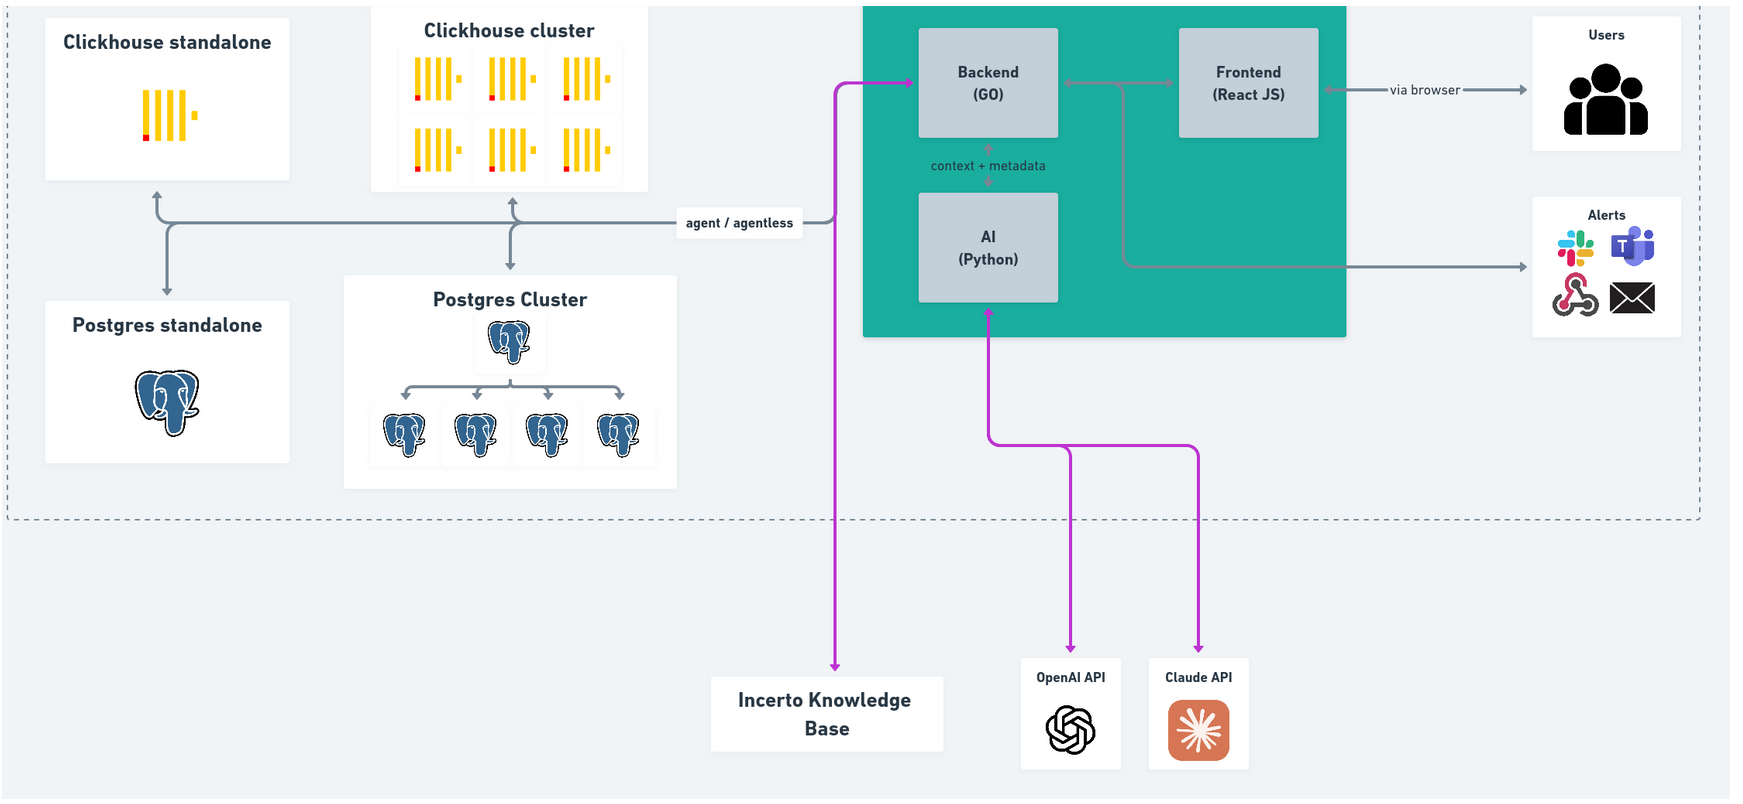 Clickhouse standalone
Clickhouse cluster
Backend
(GO)
Frontend
(React JS)
via browser
Users
context + metadata
agent / agentless
AI
(Python)
Alerts
T
Postgres standalone
Postgres Cluster
Incerto Knowledge
Base
OpenAI API
Claude API